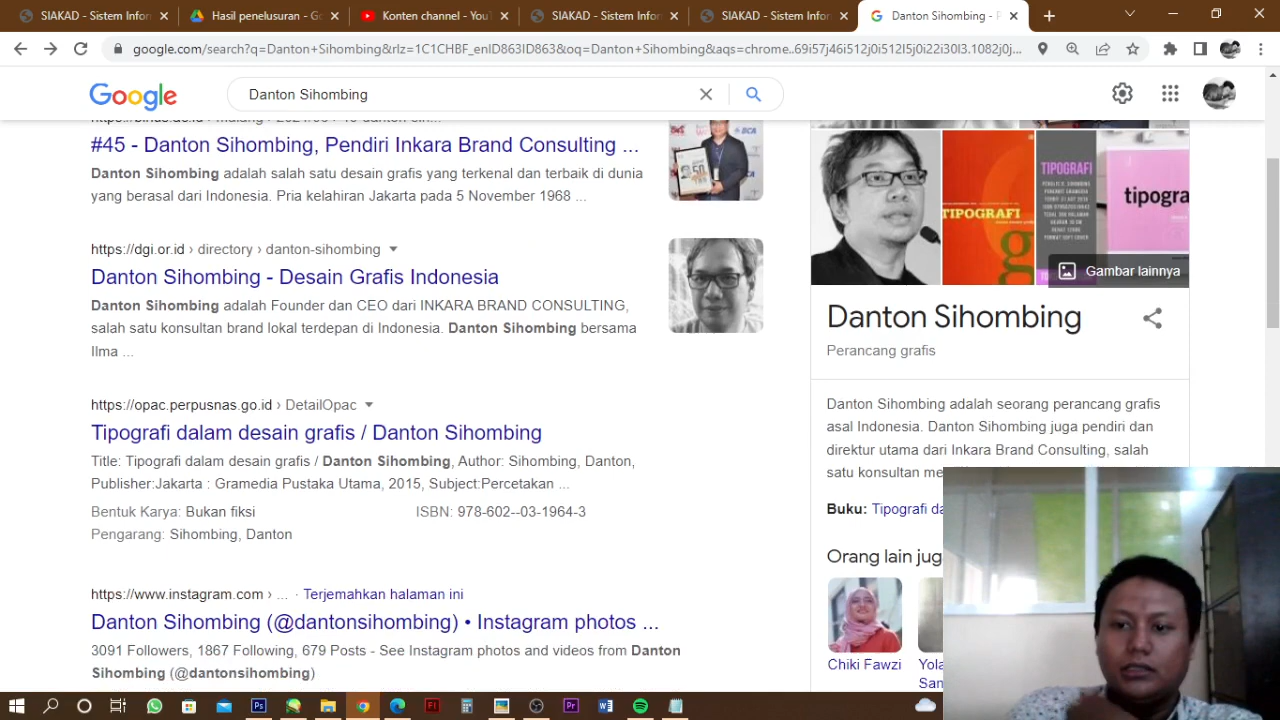 SIAKAD - Sistem Infor
Hasil penelusuran - Go
Konten channel - YouT
SIAKAD - Sistem Infor
SIAKAD - Sistem Infor
Danton Sihombing - P
google.com/search?q=Danton+Sihombing&rlz=1C1CHBF_enID863ID863&oq=Danton+Sihombing&aqs=chrome..69i57j46i512j0i512l5j0i22i30l3.1082j0j...
Google
Danton Sihombing
#45 - Danton Sihombing, Pendiri Inkara Brand Consulting ...
Danton Sihombing adalah salah satu desain grafis yang terkenal dan terbaik di dunia
yang berasal dari Indonesia. Pria kelahiran Jakarta pada 5 November 1968 ...
https://dgi.or.id › directory › danton-sihombing
Danton Sihombing - Desain Grafis Indonesia
Danton Sihombing adalah Founder dan CEO dari INKARA BRAND CONSULTING,
salah satu konsultan brand lokal terdepan di Indonesia. Danton Sihombing bersama
Ilma ...
https://opac.perpusnas.go.id › DetailOpac
Tipografi dalam desain grafis / Danton Sihombing
Title: Tipografi dalam desain grafis / Danton Sihombing, Author: Sihombing, Danton,
Publisher:Jakarta : Gramedia Pustaka Utama, 2015, Subject:Percetakan ...
Bentuk Karya: Bukan fiksi
ISBN: 978-602--03-1964-3
Pengarang: Sihombing, Danton
https://www.instagram.com › ... · Terjemahkan halaman ini
Danton Sihombing (@dantonsihombing) • Instagram photos ...
3091 Followers, 1867 Following, 679 Posts - See Instagram photos and videos from Danton
Sihombing (@dantonsihombing)
TIPOGRAFI
TIPOGRAFI
tipogra
Gambar lainnya
Danton Sihombing
Perancang grafis
Danton Sihombing adalah seorang perancang grafis
asal Indonesia. Danton Sihombing juga pendiri dan
direktur utama dari Inkara Brand Consulting, salah
satu konsultan me
Buku: Tipografi da
Orang lain jug
Chiki Fawzi
Yola
San